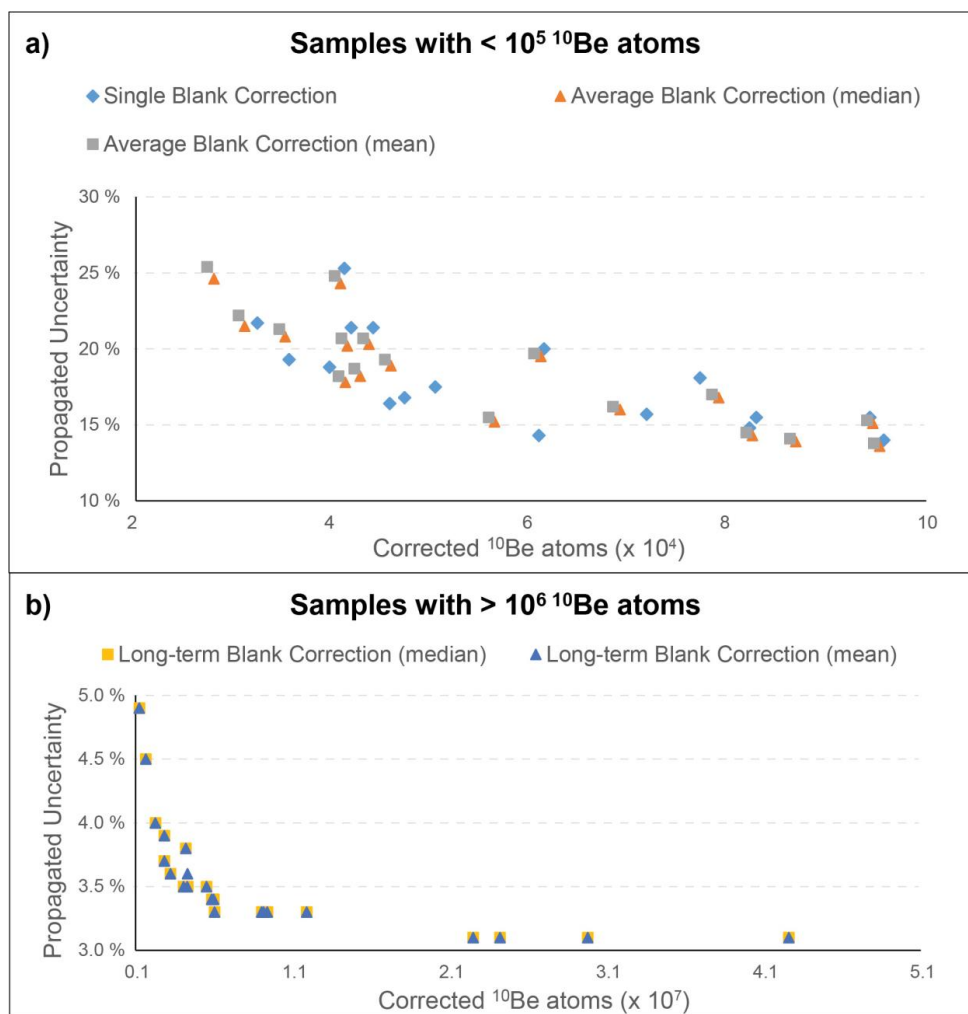 a)
Samples with < 10⁵ ¹⁰Be atoms
Single Blank Correction
Average Blank Correction (median)
Average Blank Correction (mean)
30 %
25 %
20 %
15 %
10 %
Propagated Uncertainty
2 4 6 8 10
Corrected ¹⁰Be atoms (x 10⁴)
b)
Samples with > 10⁶ ¹⁰Be atoms
Long-term Blank Correction (median)
Long-term Blank Correction (mean)
5.0 %
4.5 %
4.0 %
3.5 %
3.0 %
Propagated Uncertainty
0.1 1.1 2.1 3.1 4.1 5.1
Corrected ¹⁰Be atoms (x 10⁷)